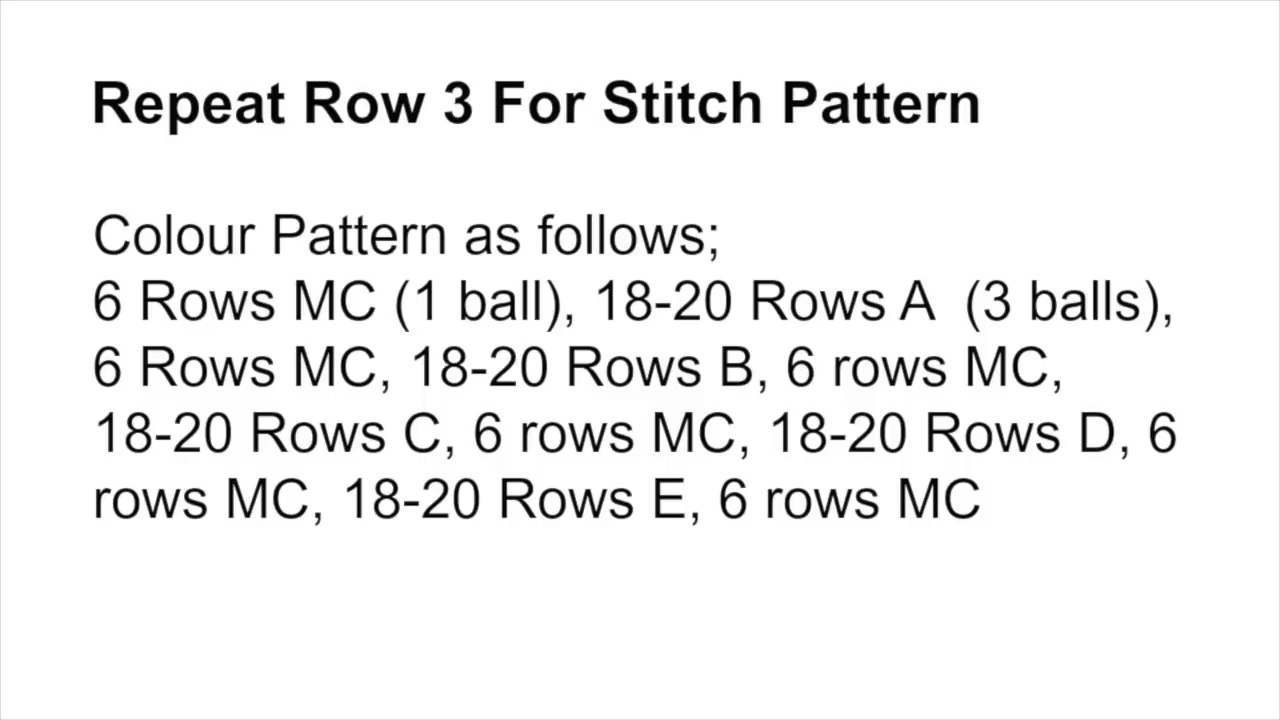 Repeat Row 3 For Stitch Pattern
Colour Pattern as follows;
6 Rows MC (1 ball), 18-20 Rows A  (3 balls),
6 Rows MC, 18-20 Rows B, 6 rows MC,
18-20 Rows C, 6 rows MC, 18-20 Rows D, 6
rows MC, 18-20 Rows E, 6 rows MC